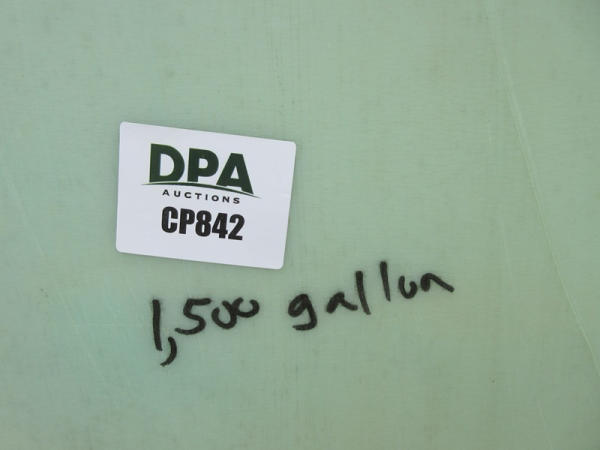 DPA
AUCTIONS
CP842
1,500 gallon